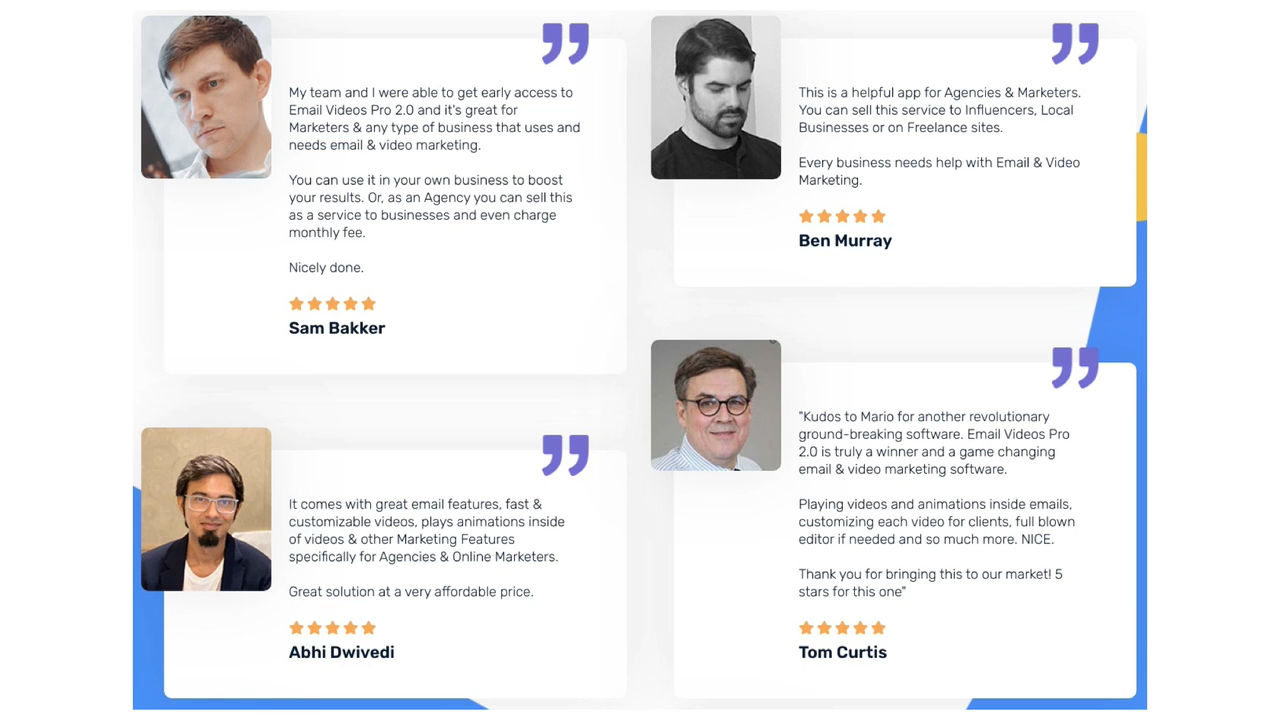 My team and I were able to get early access to
Email Videos Pro 2.0 and it's great for
Marketers & any type of business that uses and
needs email & video marketing.
You can use it in your own business to boost
your results. Or, as an Agency you can sell this
as a service to businesses and even charge
monthly fee.
Nicely done.
Sam Bakker
This is a helpful app for Agencies & Marketers.
You can sell this service to Influencers, Local
Businesses or on Freelance sites.
Every business needs help with Email & Video
Marketing.
Ben Murray
It comes with great email features, fast &
customizable videos, plays animations inside
of videos & other Marketing Features
specifically for Agencies & Online Marketers.
Great solution at a very affordable price.
Abhi Dwivedi
"Kudos to Mario for another revolutionary
ground-breaking software. Email Videos Pro
2.0 is truly a winner and a game changing
email & video marketing software.
Playing videos and animations inside emails,
customizing each video for clients, full blown
editor if needed and so much more. NICE.
Thank you for bringing this to our market! 5
stars for this one"
Tom Curtis